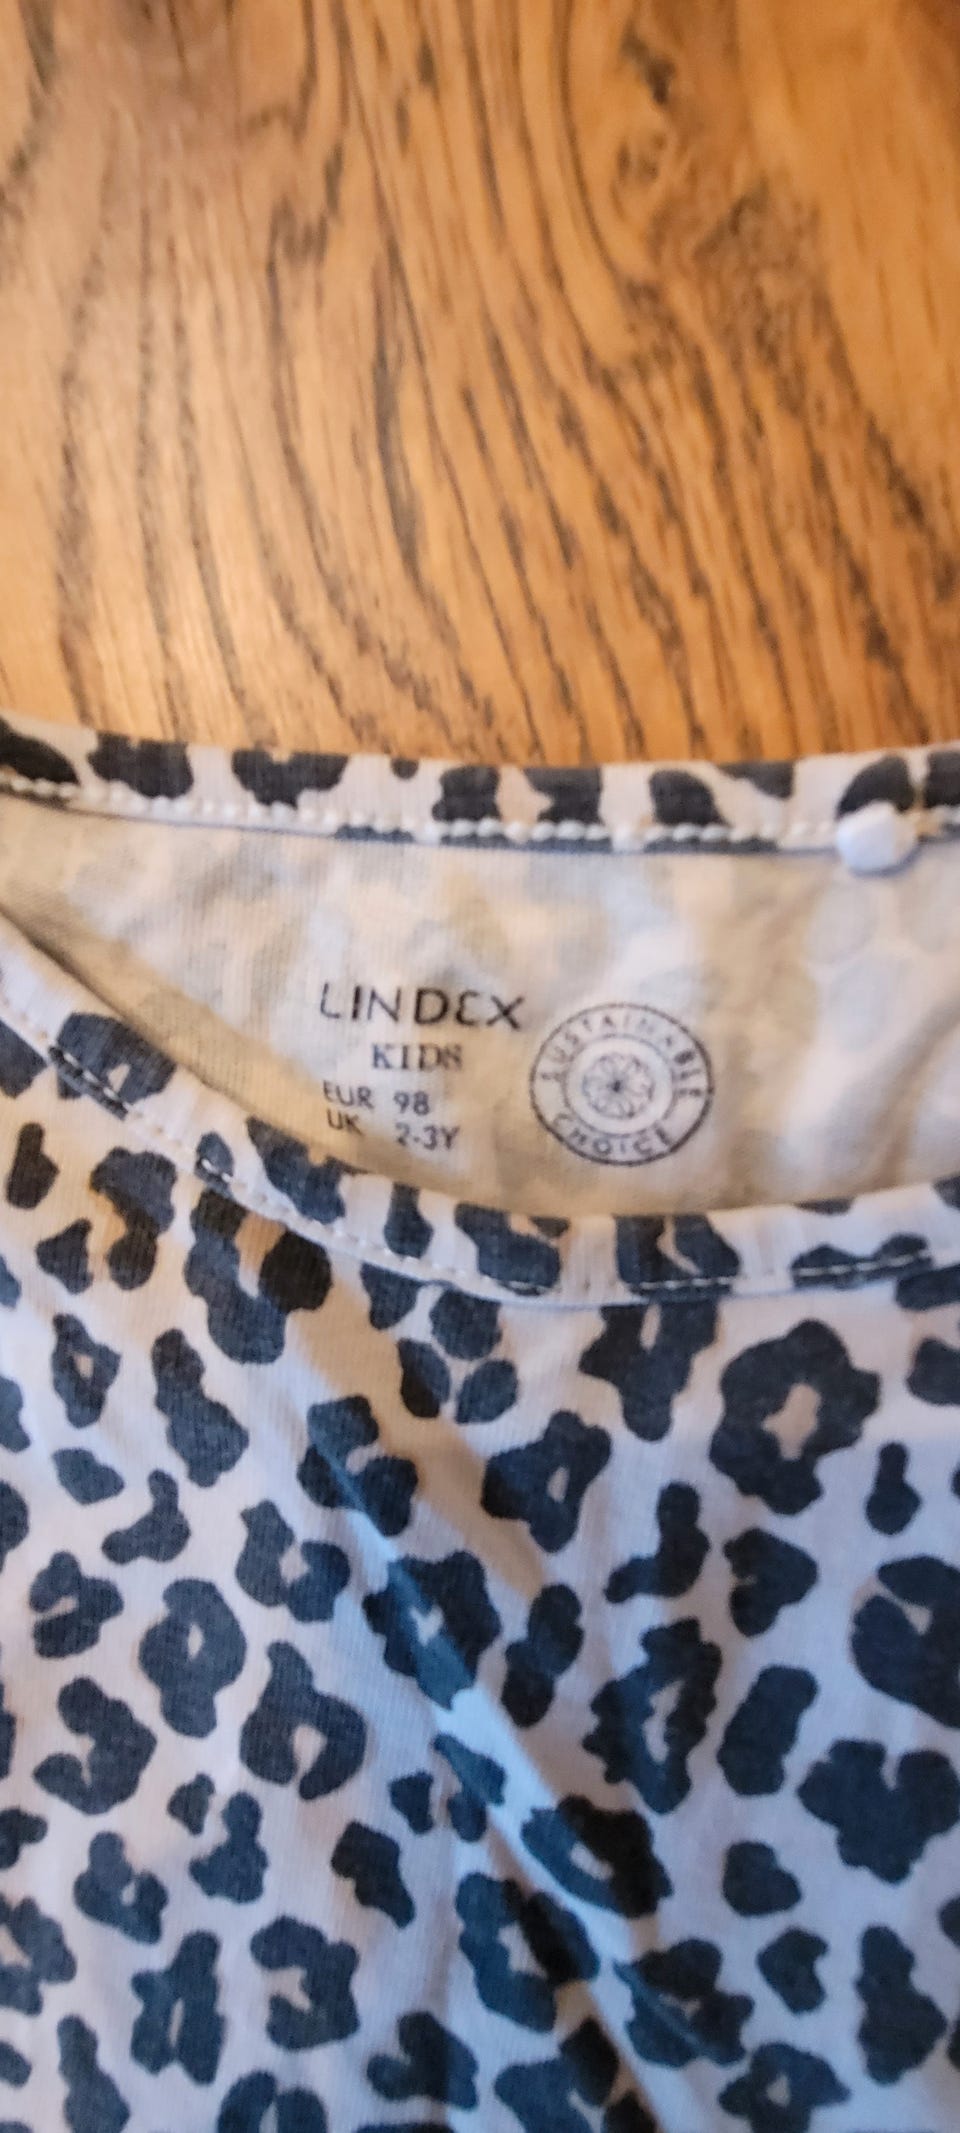 LINDEX
KIDS
EUR 98
UK 2-3Y
SUSTAINABLE
CHOICE